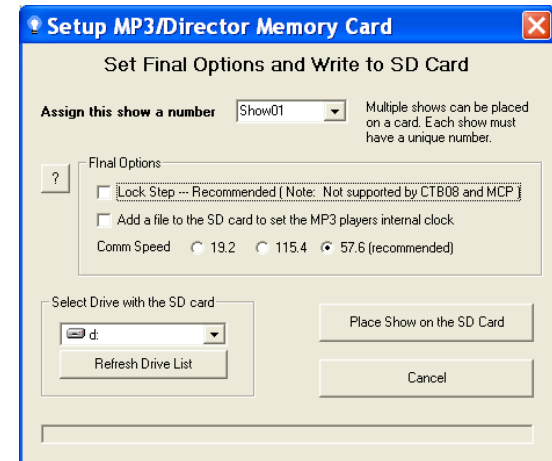 Setup MP3/Director Memory Card
Set Final Options and Write to SD Card
Assign this show a number
Show01
Multiple shows can be placed
on a card. Each show must
have a unique number.
?
FInal Options
Lock Step --- Recommended ( Note: Not supported by CTB08 and MCP )
Add a file to the SD card to set the MP3 players internal clock
Comm Speed 19.2 115.4 57.6 (recommended)
Select Drive with the SD card
d:
Refresh Drive List
Place Show on the SD Card
Cancel